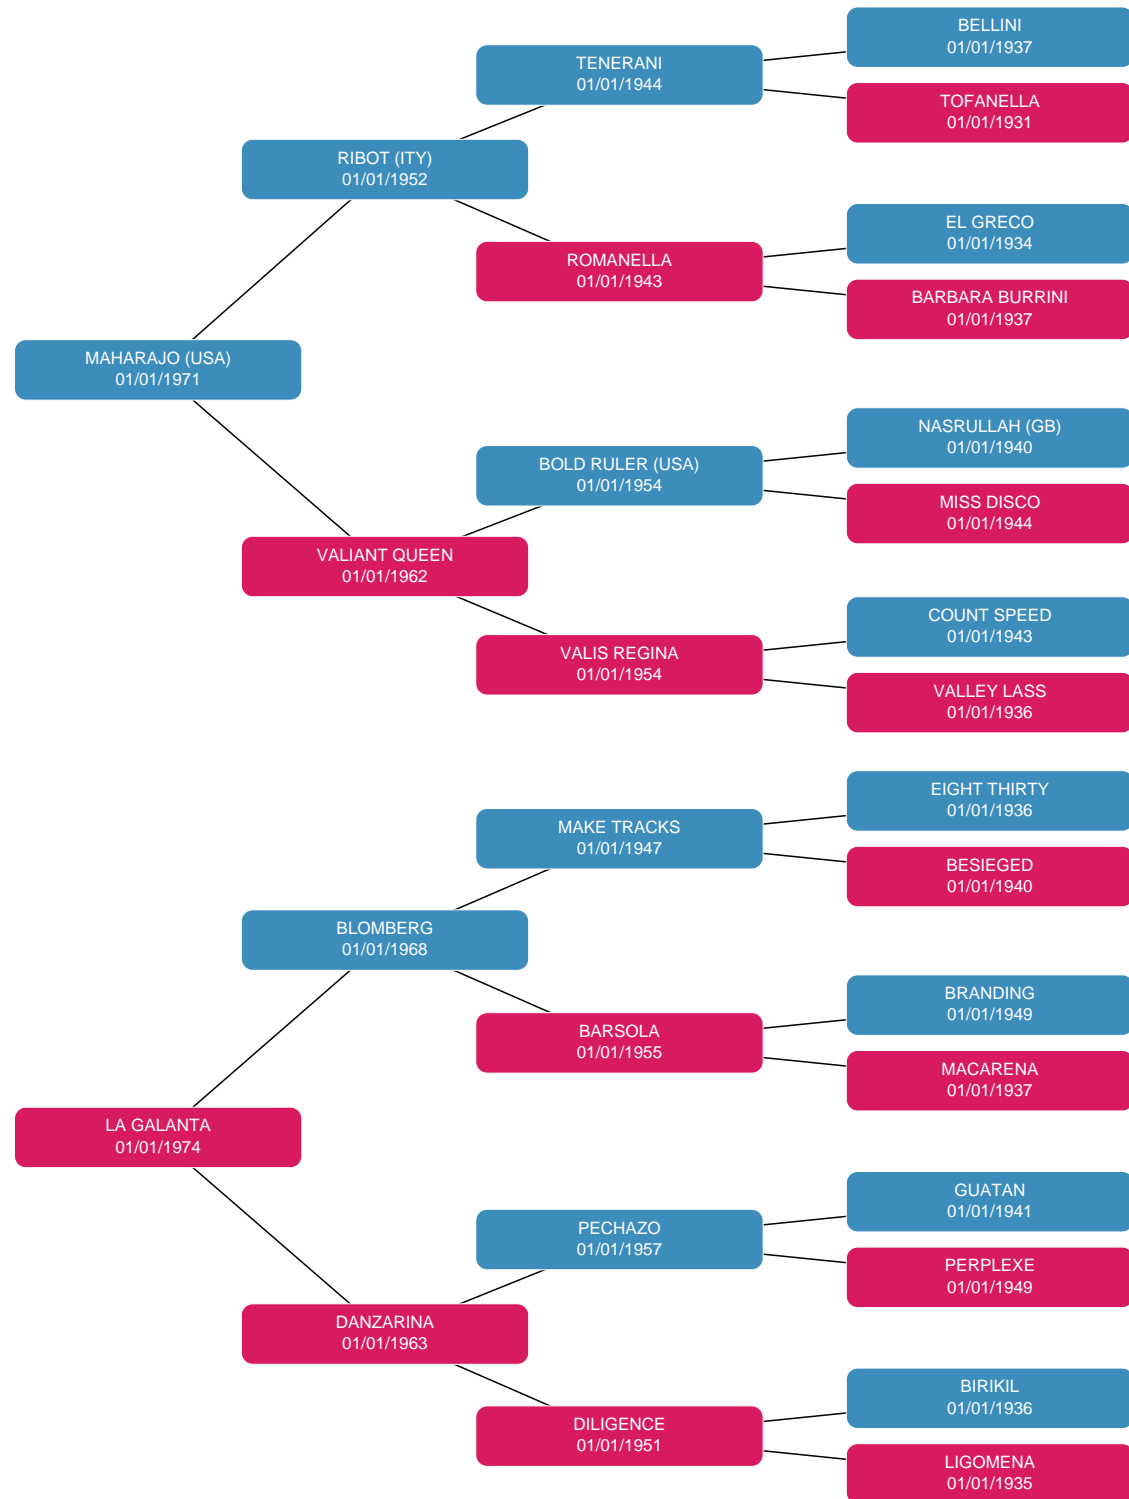 BELLINI
01/01/1937
TENERANI
01/01/1944
TOFANELLA
01/01/1931
RIBOT (ITY)
01/01/1952
EL GRECO
01/01/1934
ROMANELLA
01/01/1943
BARBARA BURRINI
01/01/1937
MAHARAJO (USA)
01/01/1971
NASRULLAH (GB)
01/01/1940
BOLD RULER (USA)
01/01/1954
MISS DISCO
01/01/1944
VALIANT QUEEN
01/01/1962
COUNT SPEED
01/01/1943
VALIS REGINA
01/01/1954
VALLEY LASS
01/01/1936
EIGHT THIRTY
01/01/1936
MAKE TRACKS
01/01/1947
BESIEGED
01/01/1940
BLOMBERG
01/01/1968
BRANDING
01/01/1949
BARSOLA
01/01/1955
MACARENA
01/01/1937
LA GALANTA
01/01/1974
GUATAN
01/01/1941
PECHAZO
01/01/1957
PERPLEXE
01/01/1949
DANZARINA
01/01/1963
BIRIKIL
01/01/1936
DILIGENCE
01/01/1951
LIGOMENA
01/01/1935